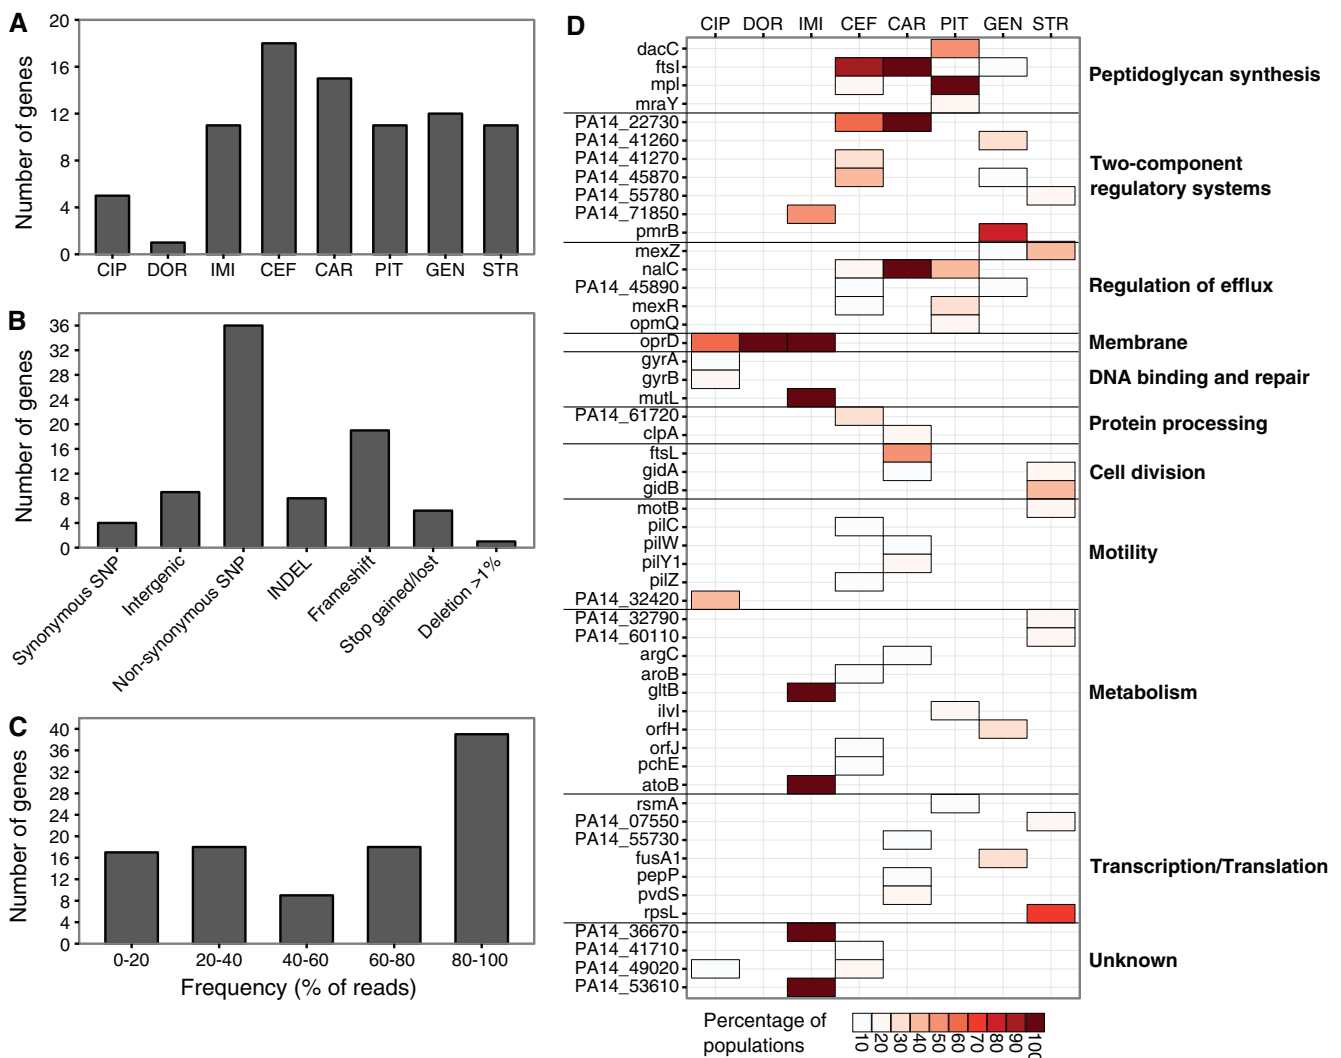 A
Number of genes
20
16
12
8
4
0
CIP DOR IMI CEF CAR PIT GEN STR
B
Number of genes
36
32
28
24
20
16
12
8
4
0
Synonymous SNP
Intergenic
Non-synonymous SNP
INDEL
Frameshift
Stop gained/lost
Deletion >1%
C
Number of genes
40
36
32
28
24
20
16
12
8
4
0
0-20 20-40 40-60 60-80 80-100
Frequency (% of reads)
D
CIP DOR IMI CEF CAR PIT GEN STR
dacC
ftsI
mpl
mraY
Peptidoglycan synthesis
PA14_22730
PA14_41260
PA14_41270
PA14_45870
PA14_55780
PA14_71850
pmrB
Two-component
regulatory systems
mexZ
nalC
PA14_45890
mexR
opmQ
Regulation of efflux
oprD
Membrane
gyrA
gyrB
mutL
DNA binding and repair
PA14_61720
clpA
Protein processing
ftsL
gidA
gidB
Cell division
motB
pilC
pilW
pilY1
pilZ
PA14_32420
Motility
PA14_32790
PA14_60110
argC
aroB
gltB
ilvI
orfH
orfJ
pchE
atoB
Metabolism
rsmA
PA14_07550
PA14_55730
fusA1
pepP
pvdS
rpsL
Transcription/Translation
PA14_36670
PA14_41710
PA14_49020
PA14_53610
Unknown
Percentage of
populations
10 20 30 40 50 60 70 80 90 100